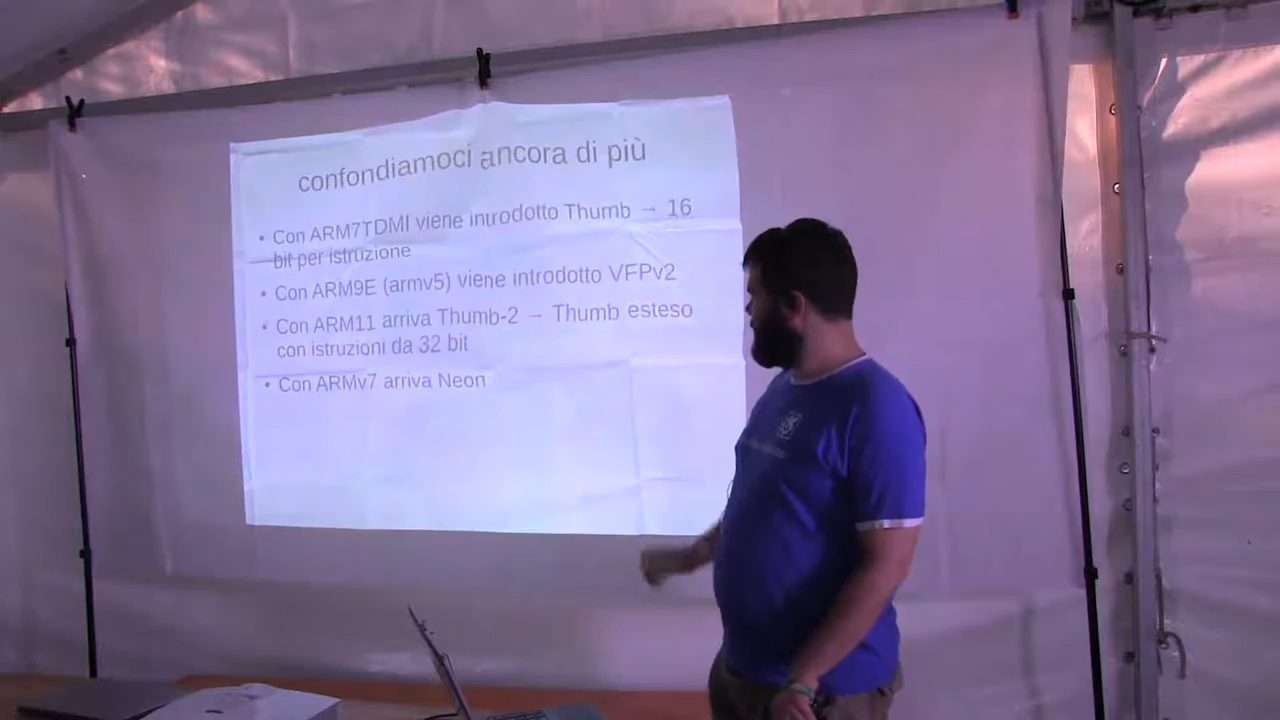 confondiamoci ancora di più
• Con ARM7TDMI viene introdotto Thumb → 16
bit per istruzione
• Con ARM9E (armv5) viene introdotto VFPv2
• Con ARM11 arriva Thumb-2 → Thumb esteso
con istruzioni da 32 bit
• Con ARMv7 arriva Neon